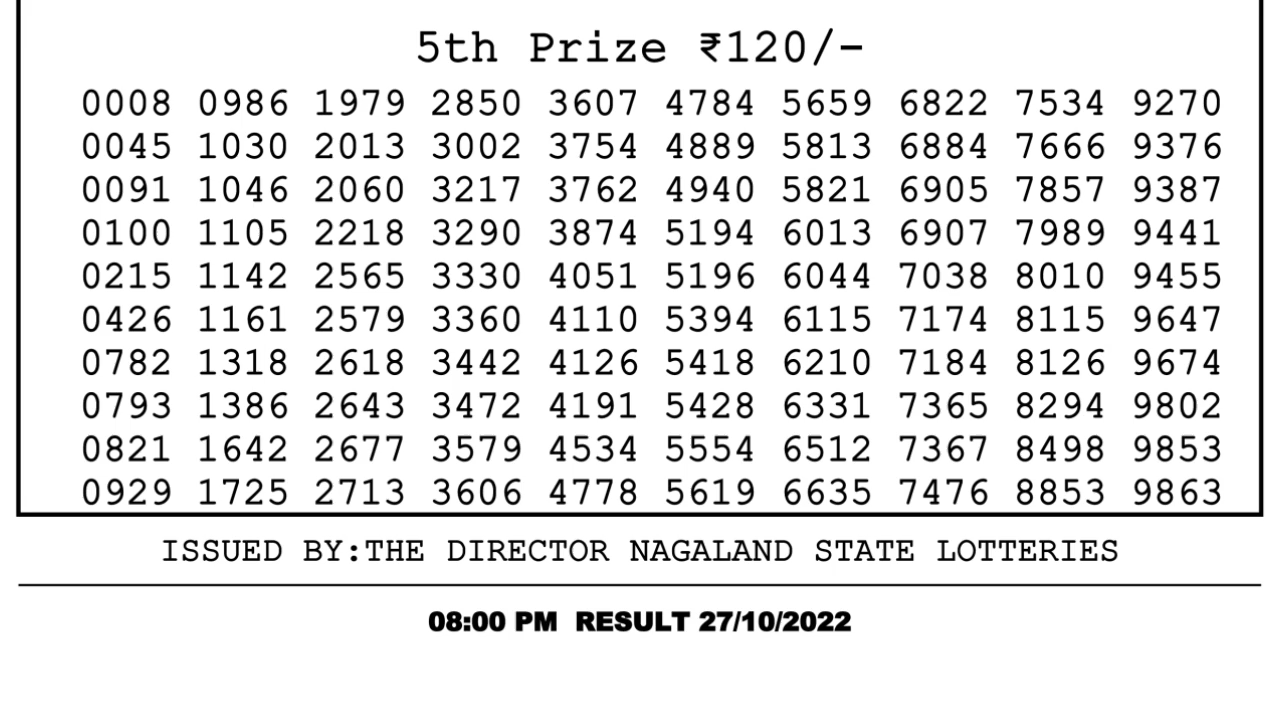 5th Prize ₹120/-
0008 0986 1979 2850 3607 4784 5659 6822 7534 9270
0045 1030 2013 3002 3754 4889 5813 6884 7666 9376
0091 1046 2060 3217 3762 4940 5821 6905 7857 9387
0100 1105 2218 3290 3874 5194 6013 6907 7989 9441
0215 1142 2565 3330 4051 5196 6044 7038 8010 9455
0426 1161 2579 3360 4110 5394 6115 7174 8115 9647
0782 1318 2618 3442 4126 5418 6210 7184 8126 9674
0793 1386 2643 3472 4191 5428 6331 7365 8294 9802
0821 1642 2677 3579 4534 5554 6512 7367 8498 9853
0929 1725 2713 3606 4778 5619 6635 7476 8853 9863
ISSUED BY:THE DIRECTOR NAGALAND STATE LOTTERIES
08:00 PM RESULT 27/10/2022